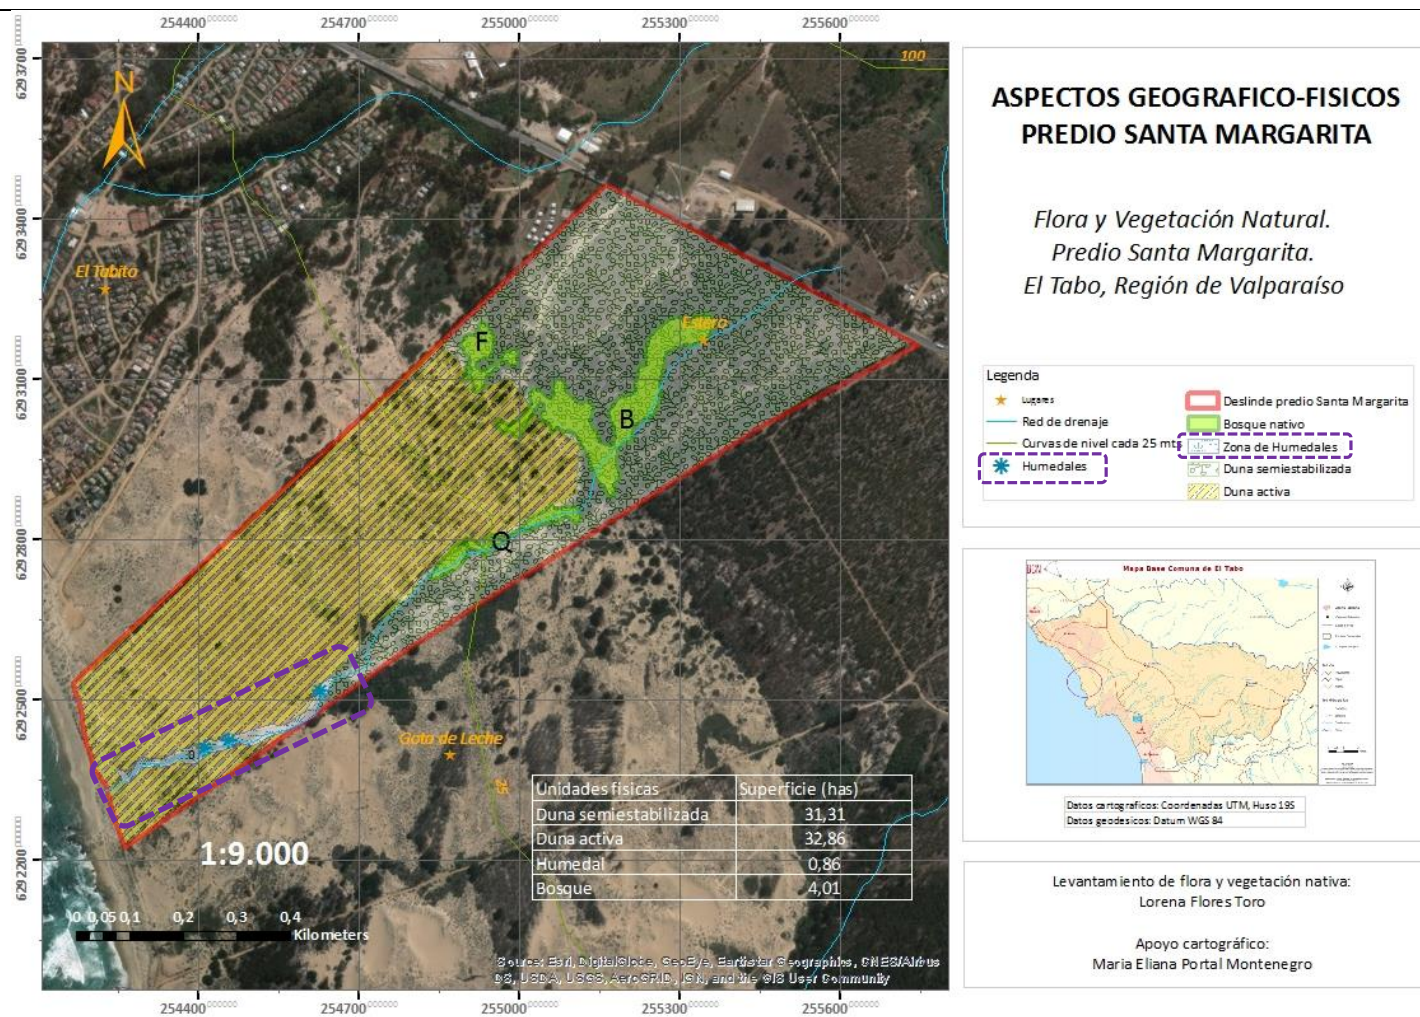 254400
254700
255000
255300
255600
6293700
6293400
6293100
6292800
6292500
6292200
N
100
El Tabito
Estero
F
B
Q
Gota de Leche
25
1:9.000
0 0,05 0,1 0,2 0,3 0,4
Kilometers
Unidades físicas Superficie (has)
Duna semiestabilizada 31,31
Duna activa 32,86
Humedal 0,86
Bosque 4,01
Source: Esri, DigitalGlobe, GeoEye, Earthstar Geographics, CNES/Airbus
DS, USDA, USGS, AeroGRID, IGN, and the GIS User Community
254400
254700
255000
255300
255600
ASPECTOS GEOGRAFICO-FISICOS
PREDIO SANTA MARGARITA
Flora y Vegetación Natural.
Predio Santa Margarita.
El Tabo, Región de Valparaíso
Legenda
Lugares
Red de drenaje
Curvas de nivel cada 25 mts
Humedales
Deslinde predio Santa Margarita
Bosque nativo
Zona de Humedales
Duna semiestabilizada
Duna activa
Mapa Base Comuna de El Tabo
Datos cartograficos: Coordenadas UTM, Huso 19S
Datos geodesicos: Datum WGS 84
Levantamiento de flora y vegetación nativa:
Lorena Flores Toro
Apoyo cartográfico:
Maria Eliana Portal Montenegro